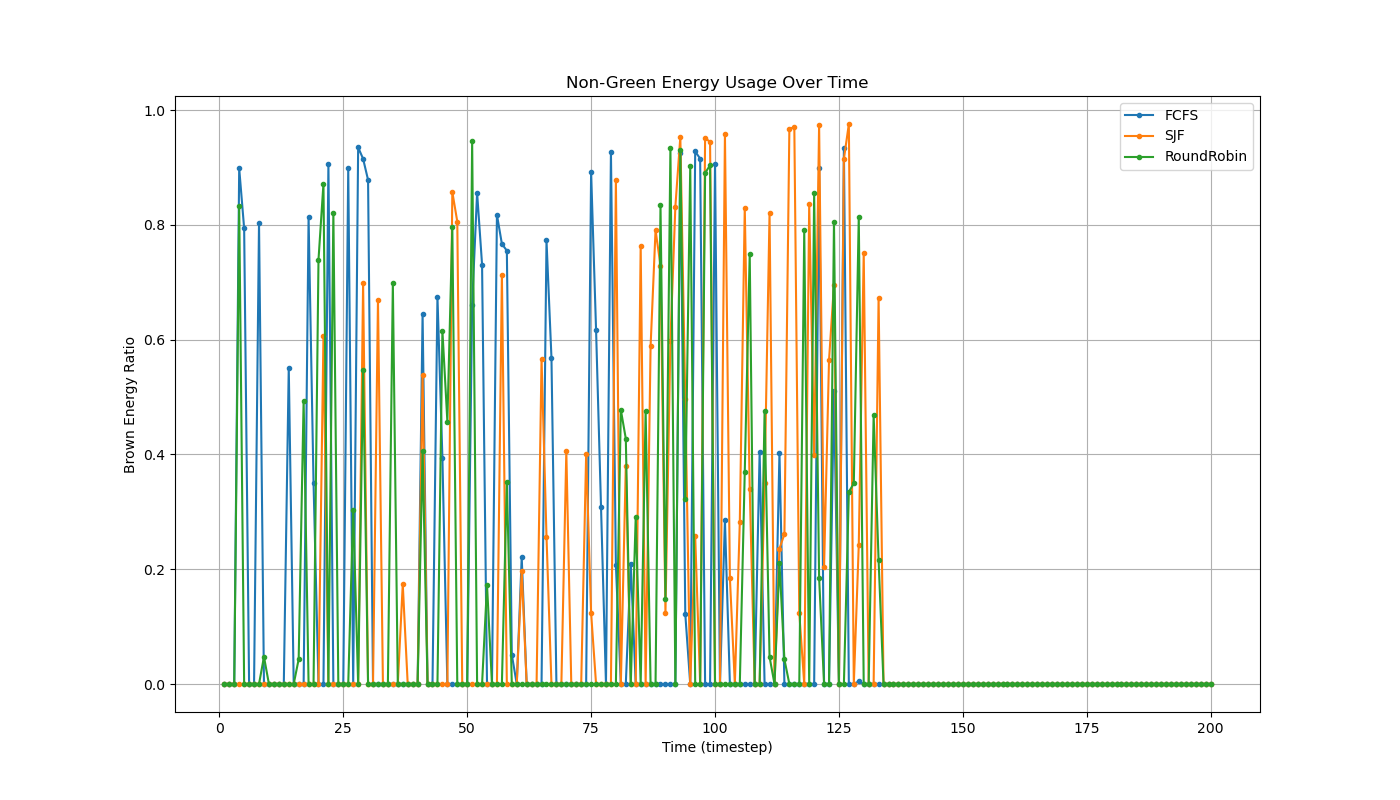 Non-Green Energy Usage Over Time
1.0
0.8
0.6
0.4
0.2
0.0
Brown Energy Ratio
FCFS
SJF
RoundRobin
0 25 50 75 100 125 150 175 200
Time (timestep)